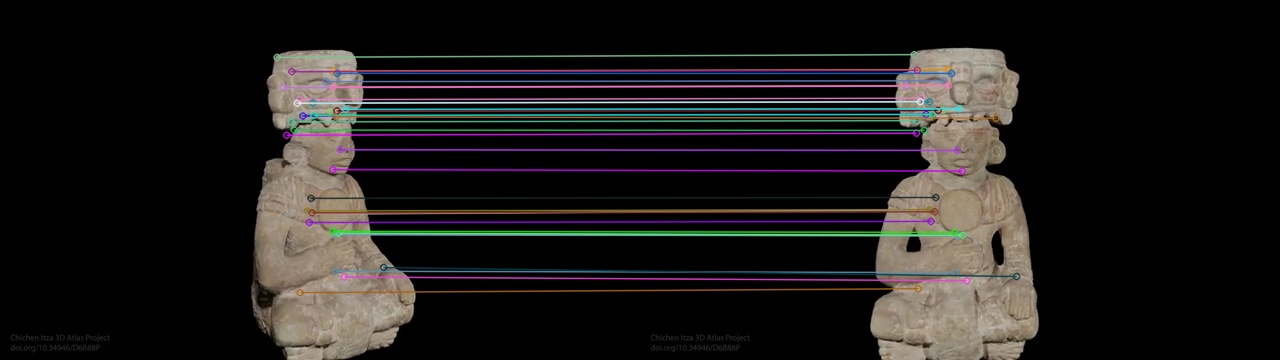 Chichen Itza 3D Atlas Project
doi.org/10.34946/D6B88P
Chichen Itza 3D Atlas Project
doi.org/10.34946/D6B88P